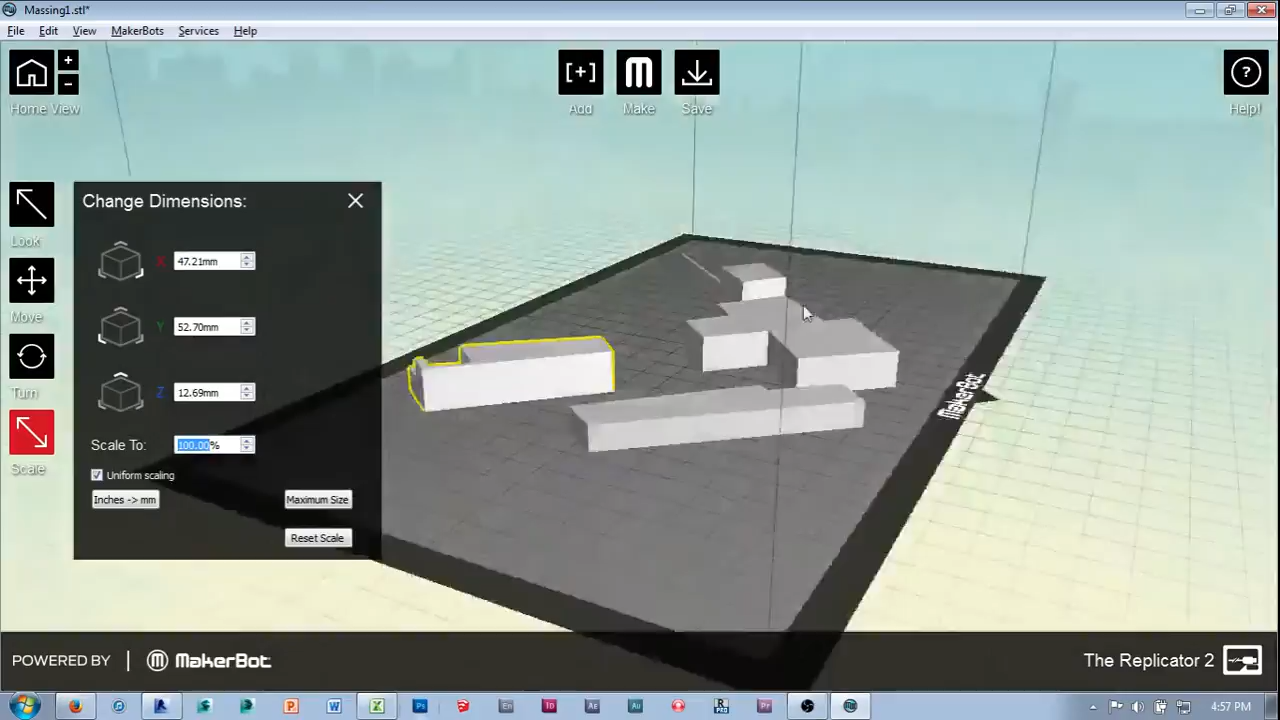 Massing1.stl*
File Edit View MakerBots Services Help
+
-
Home View
[+]
Add
M
Make
Save
?
Help!
Look
Move
Turn
Scale
Change Dimensions:
X 47.21mm
Y 52.70mm
Z 12.69mm
Scale To: 100.00%
Uniform scaling
Inches -> mm
Maximum Size
Reset Scale
MakerBot
POWERED BY | M MakerBot
The Replicator 2
4:57 PM